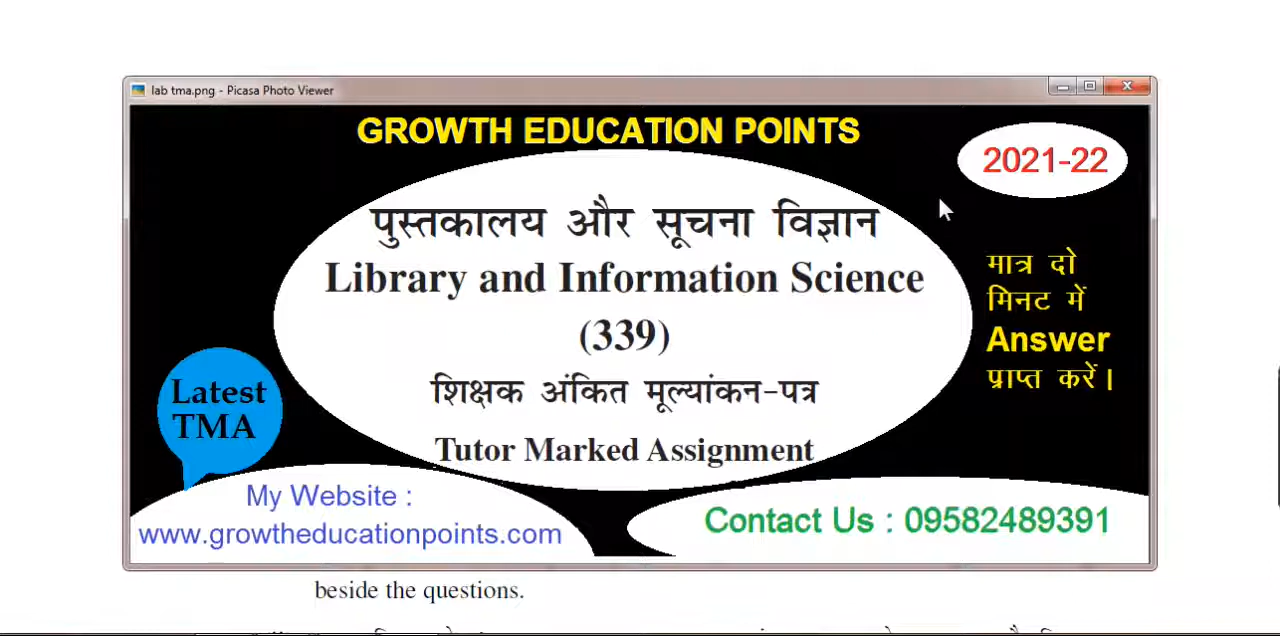 lab tma.png - Picasa Photo Viewer
GROWTH EDUCATION POINTS
2021-22
पुस्तकालय और सूचना विज्ञान
Library and Information Science
(339)
शिक्षक अंकित मूल्यांकन-पत्र
Tutor Marked Assignment
मात्र दो
मिनट में
Answer
प्राप्त करें।
Latest
TMA
My Website :
www.growtheducationpoints.com
Contact Us : 09582489391
beside the questions.